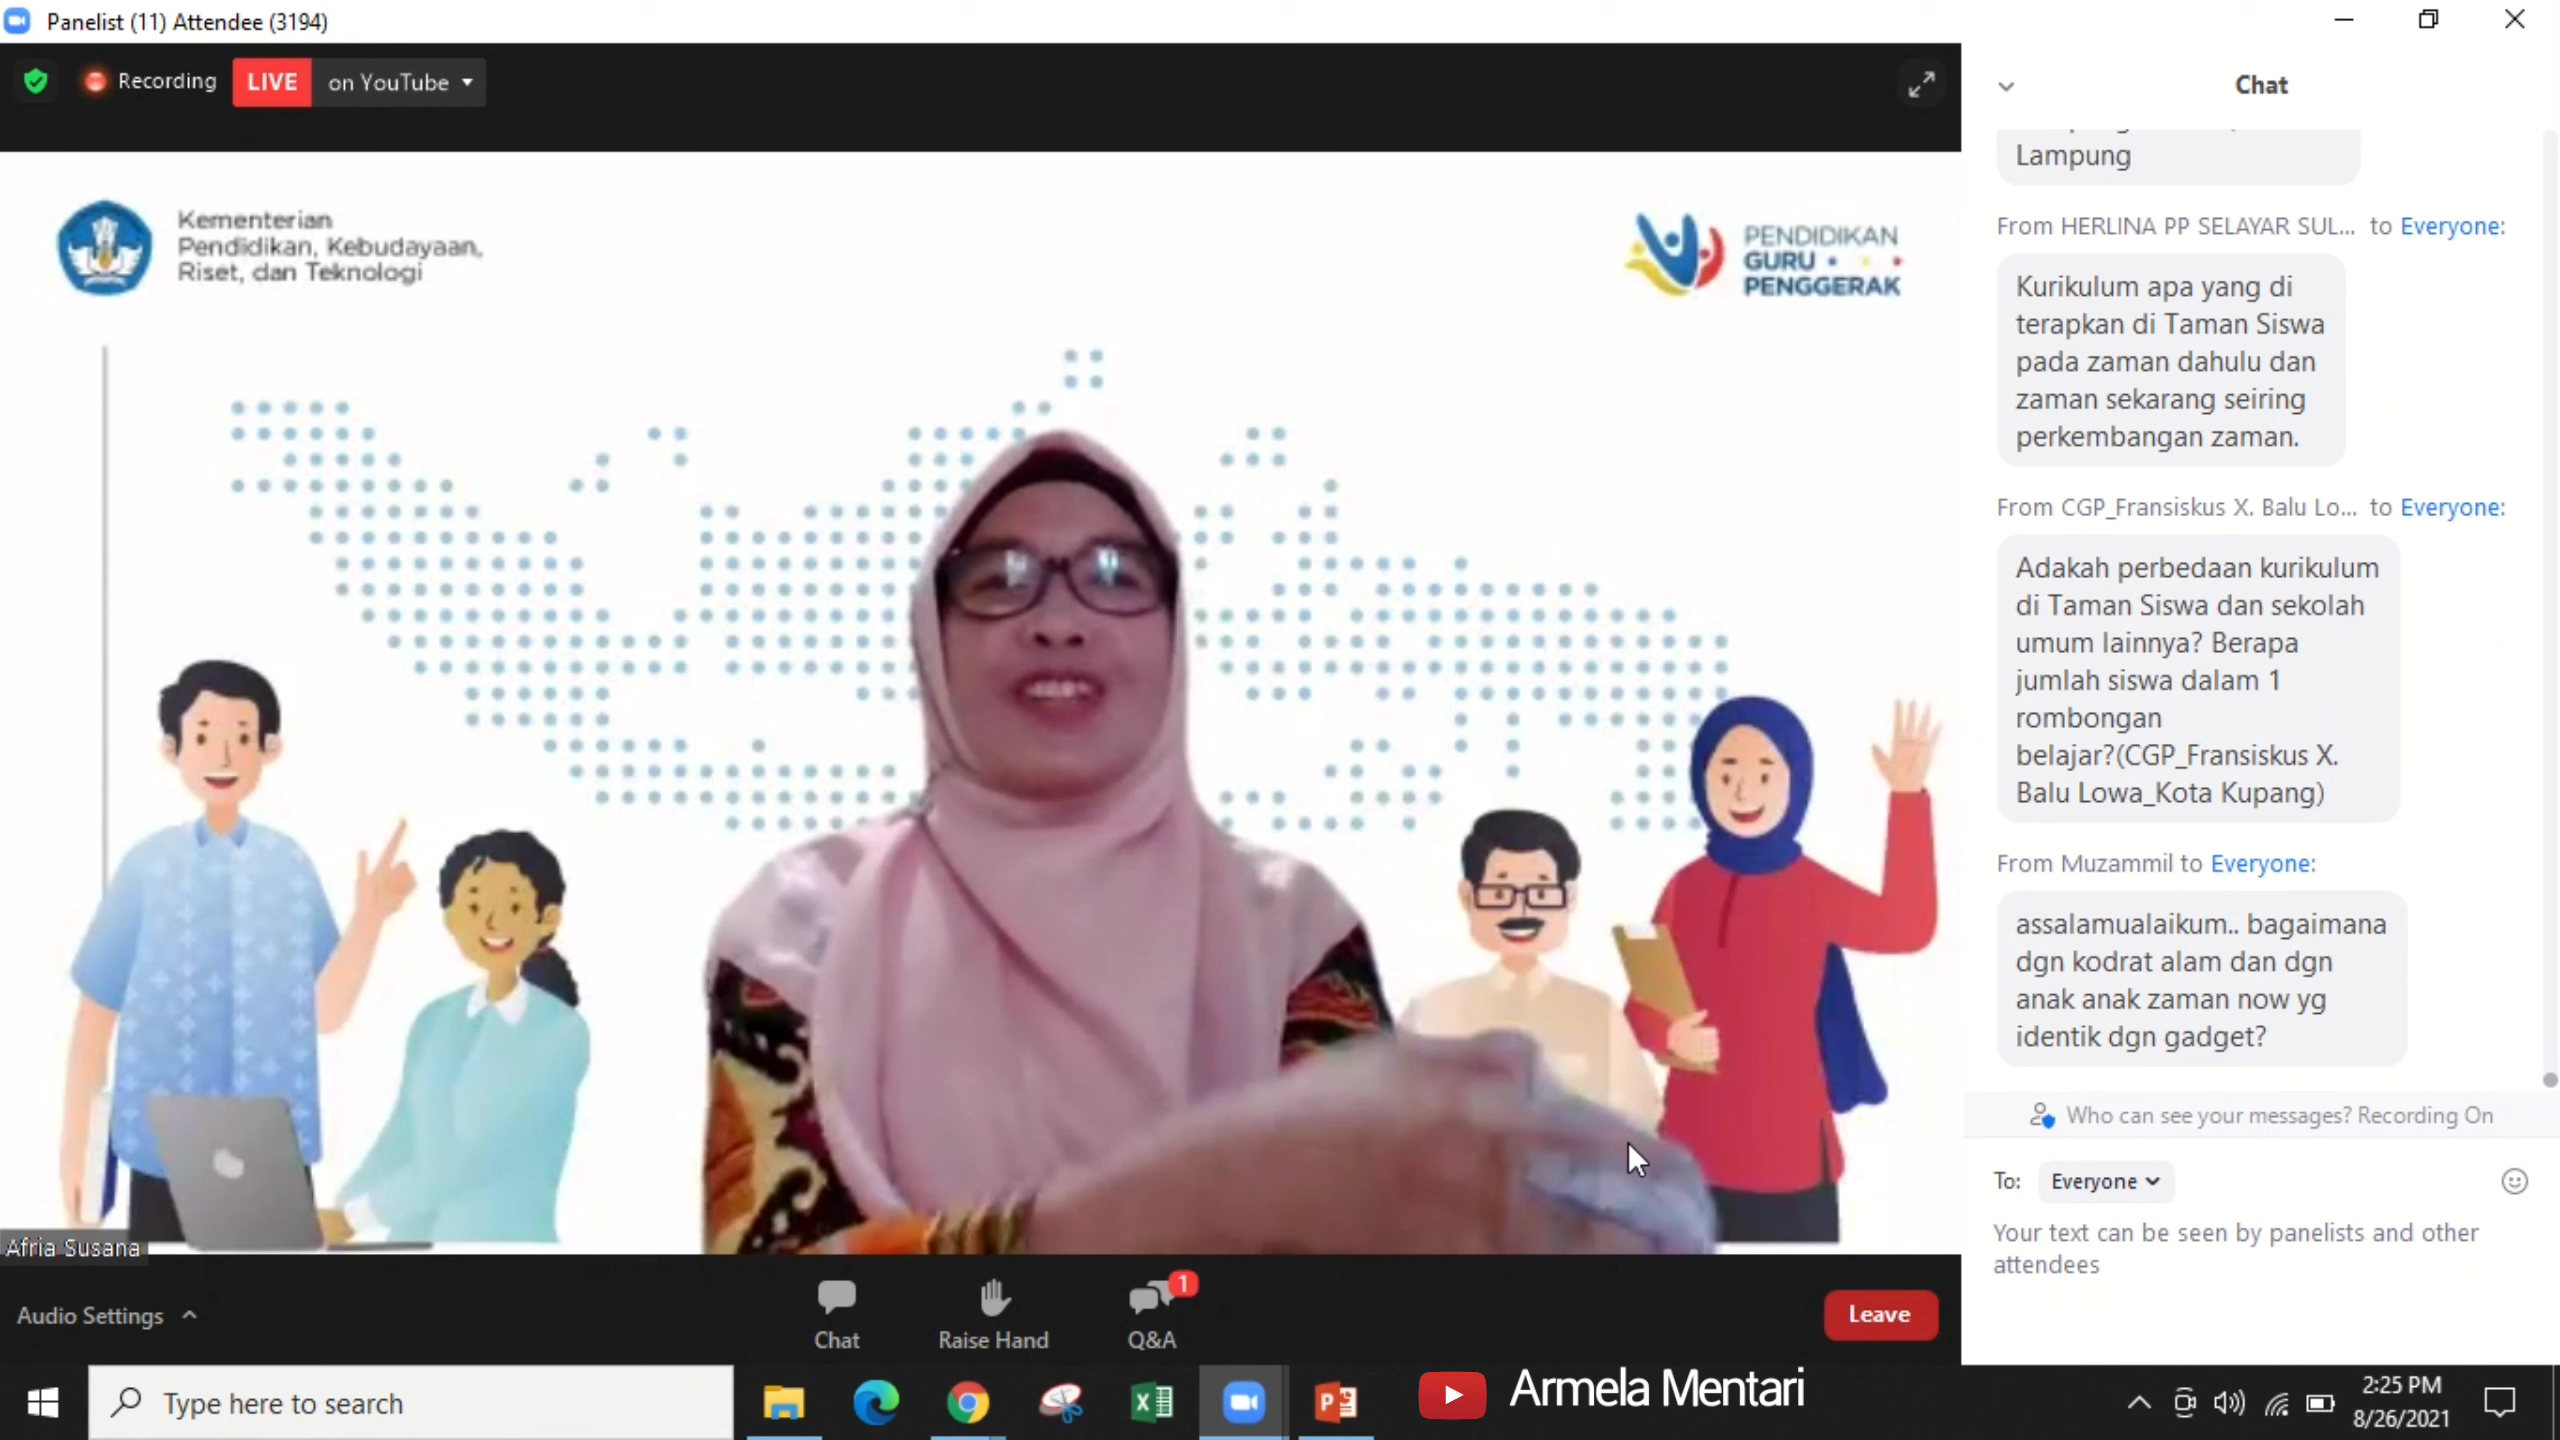 Panelist (11) Attendee (3194)
Recording
LIVE on YouTube
Kementerian
Pendidikan, Kebudayaan,
Riset, dan Teknologi
PENDIDIKAN
GURU
PENGGERAK
Afria Susana
Audio Settings
Chat
Raise Hand
1
Q&A
Leave
Chat
Lampung
From HERLINA PP SELAYAR SUL... to Everyone:
Kurikulum apa yang di
terapkan di Taman Siswa
pada zaman dahulu dan
zaman sekarang seiring
perkembangan zaman.
From CGP_Fransiskus X. Balu Lo... to Everyone:
Adakah perbedaan kurikulum
di Taman Siswa dan sekolah
umum lainnya? Berapa
jumlah siswa dalam 1
rombongan
belajar?(CGP_Fransiskus X.
Balu Lowa_Kota Kupang)
From Muzammil to Everyone:
assalamualaikum.. bagaimana
dgn kodrat alam dan dgn
anak anak zaman now yg
identik dgn gadget?
Who can see your messages? Recording On
To: Everyone
Your text can be seen by panelists and other
attendees
Type here to search
Armela Mentari
2:25 PM
8/26/2021